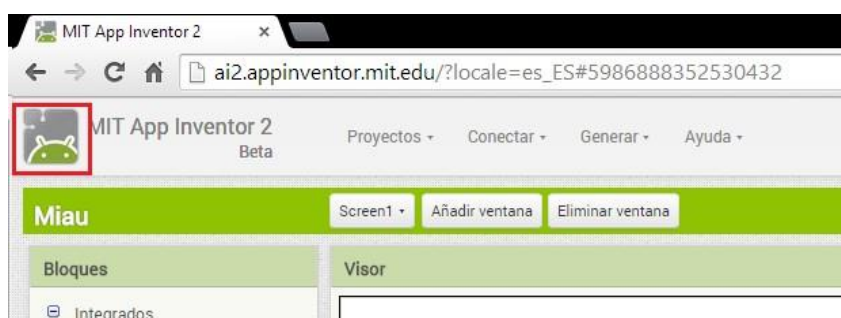 MIT App Inventor 2
ai2.appinventor.mit.edu/?locale=es_ES#5986888352530432
MIT App Inventor 2
Beta
Proyectos Conectar Generar Ayuda
Miau
Screen1 Añadir ventana Eliminar ventana
Bloques Visor
Integrados